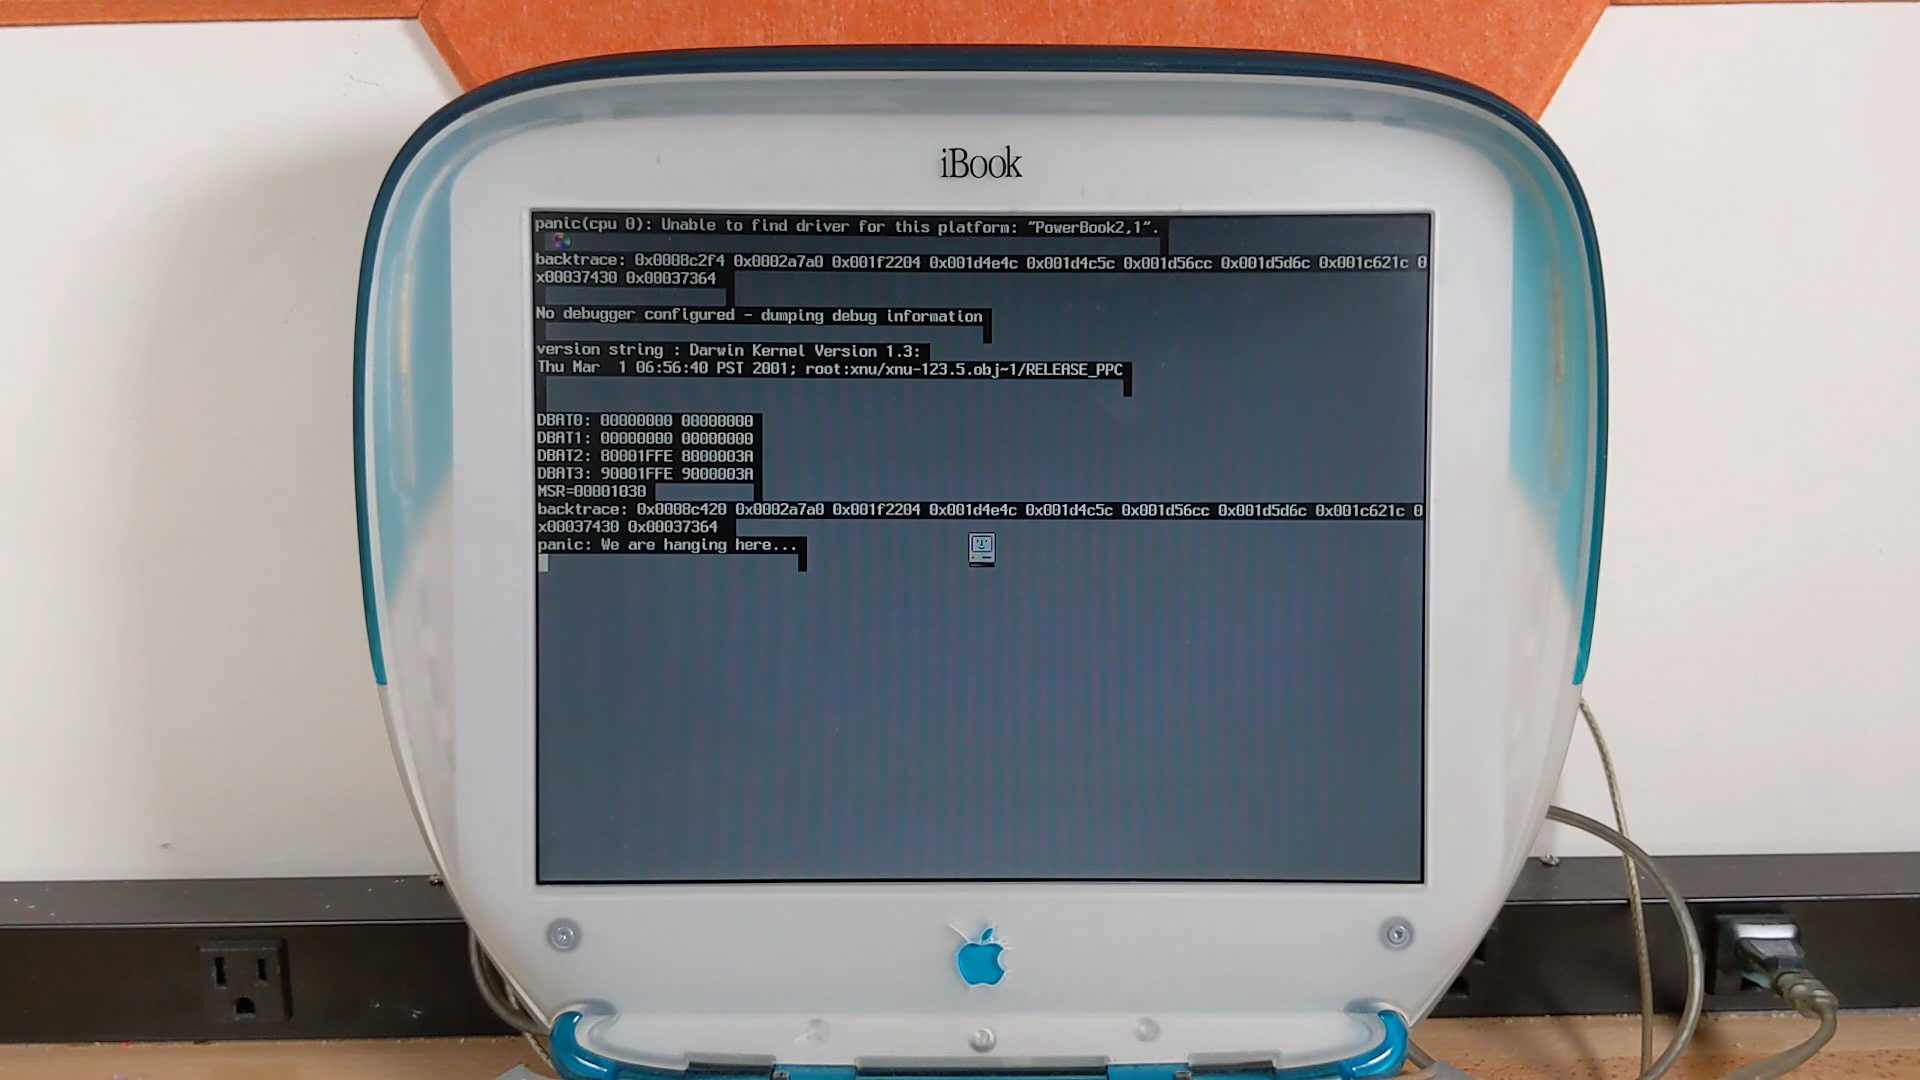 iBook
panic(cpu 0): Unable to find driver for this platform: "PowerBook2,1".
backtrace: 0x0008c2f4 0x0002a7a0 0x001f2204 0x001d4e4c 0x001d4c5c 0x001d56cc 0x001d5d6c 0x001c621c 0
x00037430 0x00037364
No debugger configured - dumping debug information
version string : Darwin Kernel Version 1.3:
Thu Mar  1 06:56:40 PST 2001; root:xnu/xnu-123.5.obj~1/RELEASE_PPC
DBAT0: 00000000 00000000
DBAT1: 00000000 00000000
DBAT2: 80001FFE 8000003A
DBAT3: 90001FFE 9000003A
MSR=00001030
backtrace: 0x0008c420 0x0002a7a0 0x001f2204 0x001d4e4c 0x001d4c5c 0x001d56cc 0x001d5d6c 0x001c621c 0
x00037430 0x00037364
panic: We are hanging here...